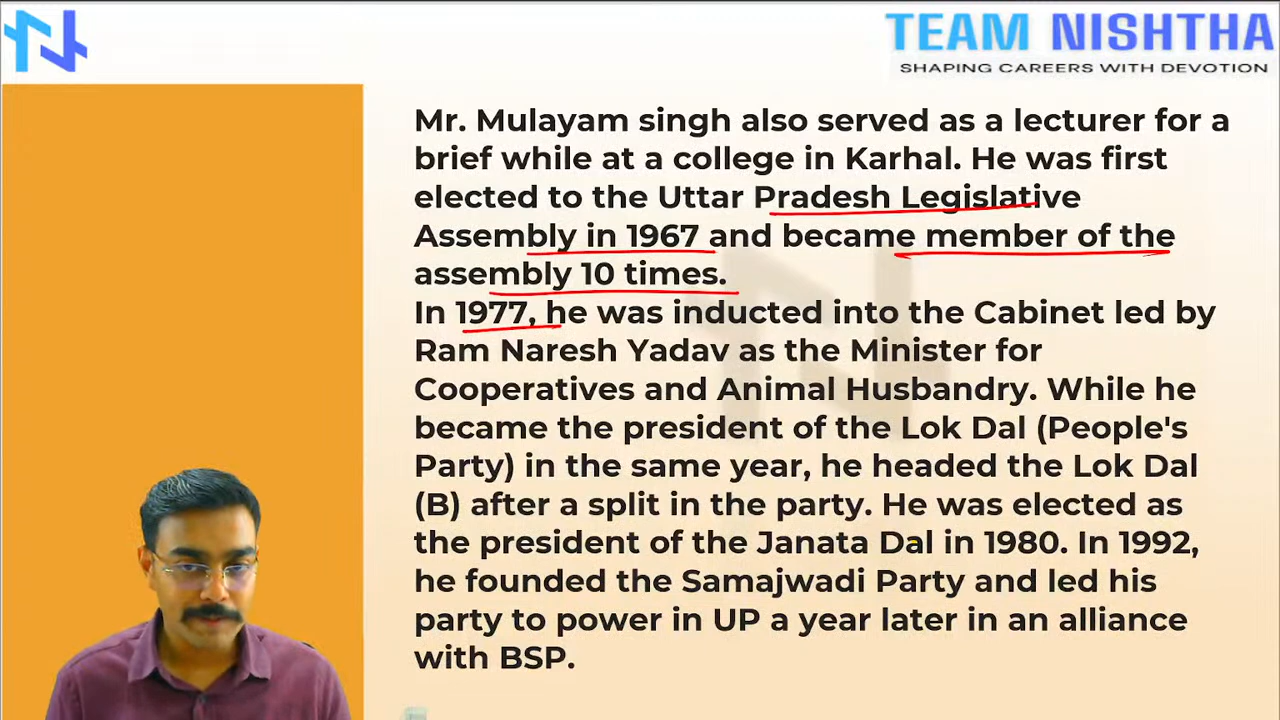 TEAM NISHTHA
SHAPING CAREERS WITH DEVOTION
Mr. Mulayam singh also served as a lecturer for a
brief while at a college in Karhal. He was first
elected to the Uttar Pradesh Legislative
Assembly in 1967 and became member of the
assembly 10 times.
In 1977, he was inducted into the Cabinet led by
Ram Naresh Yadav as the Minister for
Cooperatives and Animal Husbandry. While he
became the president of the Lok Dal (People's
Party) in the same year, he headed the Lok Dal
(B) after a split in the party. He was elected as
the president of the Janata Dal in 1980. In 1992,
he founded the Samajwadi Party and led his
party to power in UP a year later in an alliance
with BSP.